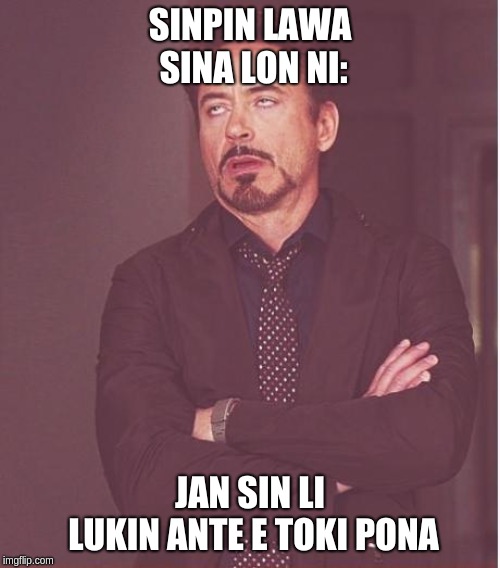 SINPIN LAWA
SINA LON NI:
JAN SIN LI
LUKIN ANTE E TOKI PONA
imgflip.com